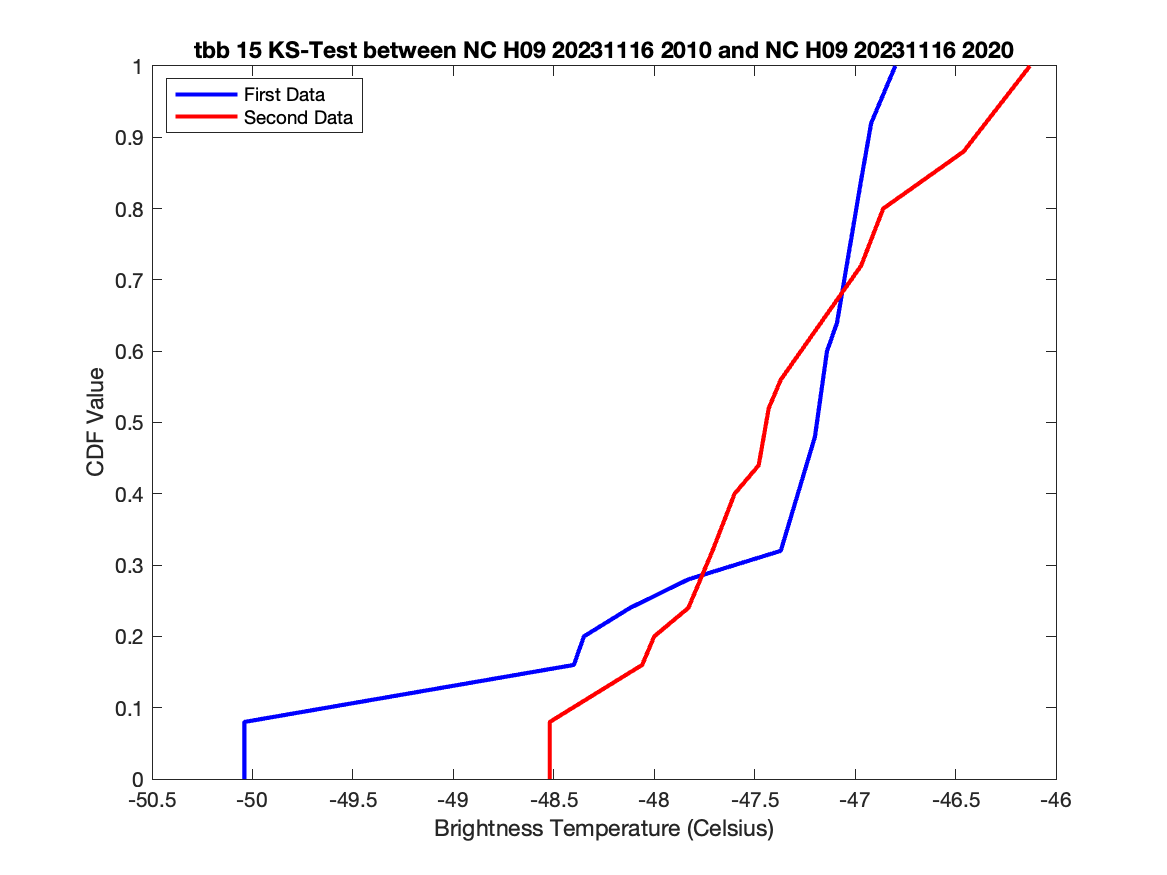 tbb 15 KS-Test between NC H09 20231116 2010 and NC H09 20231116 2020
First Data
Second Data
1
0.9
0.8
0.7
0.6
0.5
0.4
0.3
0.2
0.1
0
CDF Value
-50.5 -50 -49.5 -49 -48.5 -48 -47.5 -47 -46.5 -46
Brightness Temperature (Celsius)